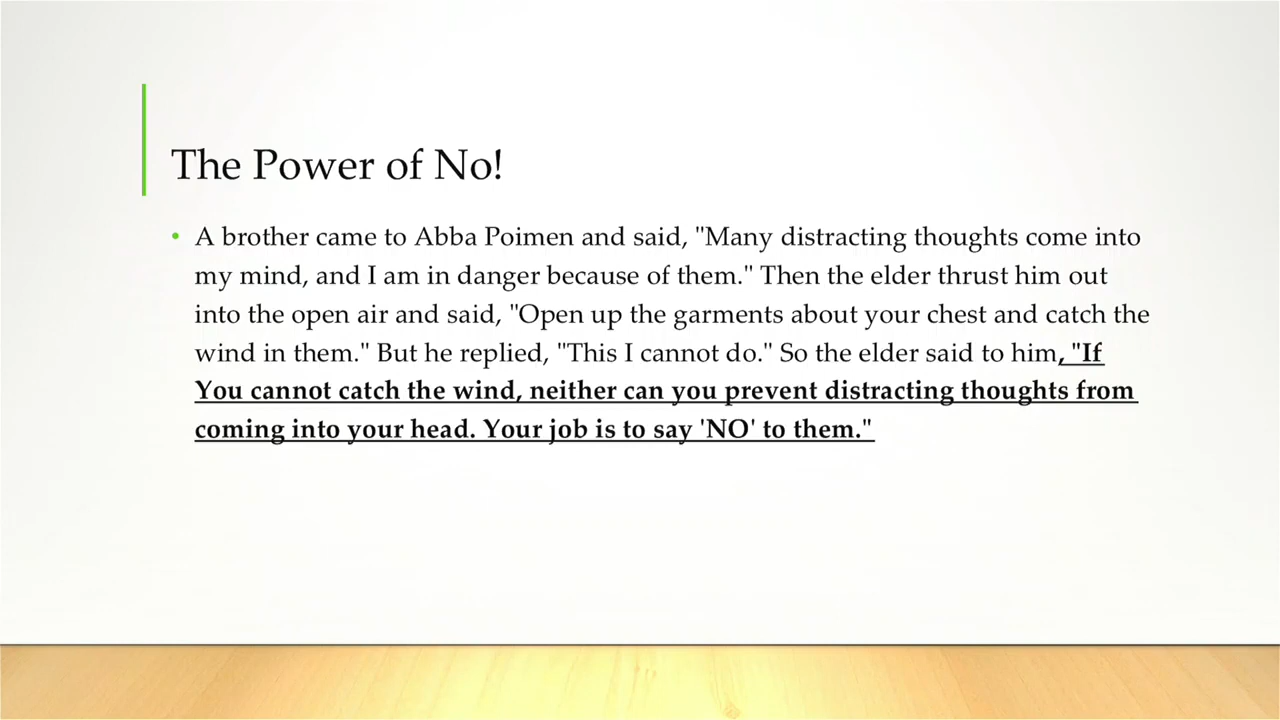 The Power of No!
• A brother came to Abba Poimen and said, "Many distracting thoughts come into
my mind, and I am in danger because of them." Then the elder thrust him out
into the open air and said, "Open up the garments about your chest and catch the
wind in them." But he replied, "This I cannot do." So the elder said to him, "If
You cannot catch the wind, neither can you prevent distracting thoughts from
coming into your head. Your job is to say 'NO' to them."